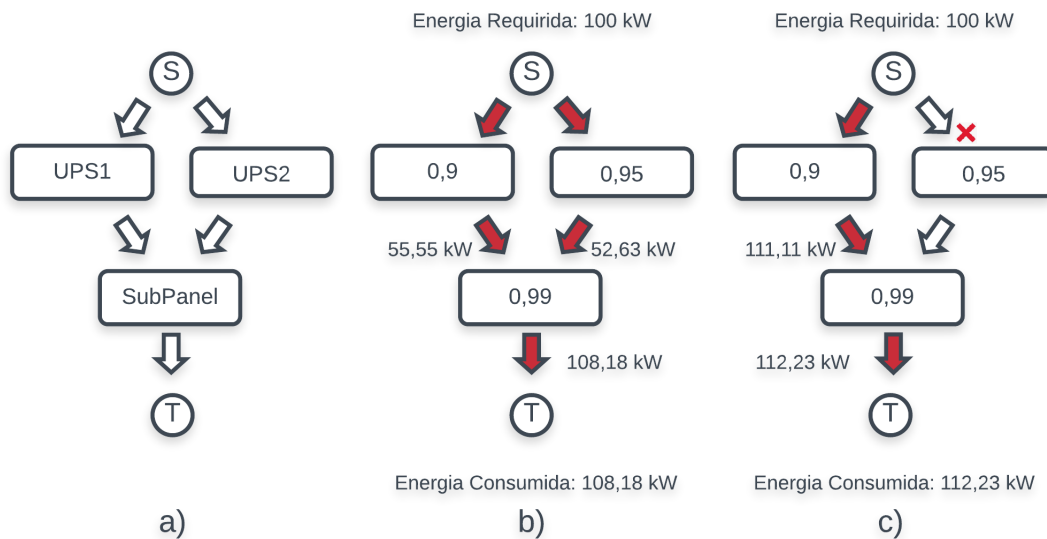 Energia Requirida: 100 kW
Energia Requirida: 100 kW
S
S
S
UPS1
UPS2
0,9
0,95
0,9
0,95
55,55 kW
52,63 kW
111,11 kW
SubPanel
0,99
0,99
108,18 kW
112,23 kW
T
T
T
Energia Consumida: 108,18 kW
Energia Consumida: 112,23 kW
a)
b)
c)